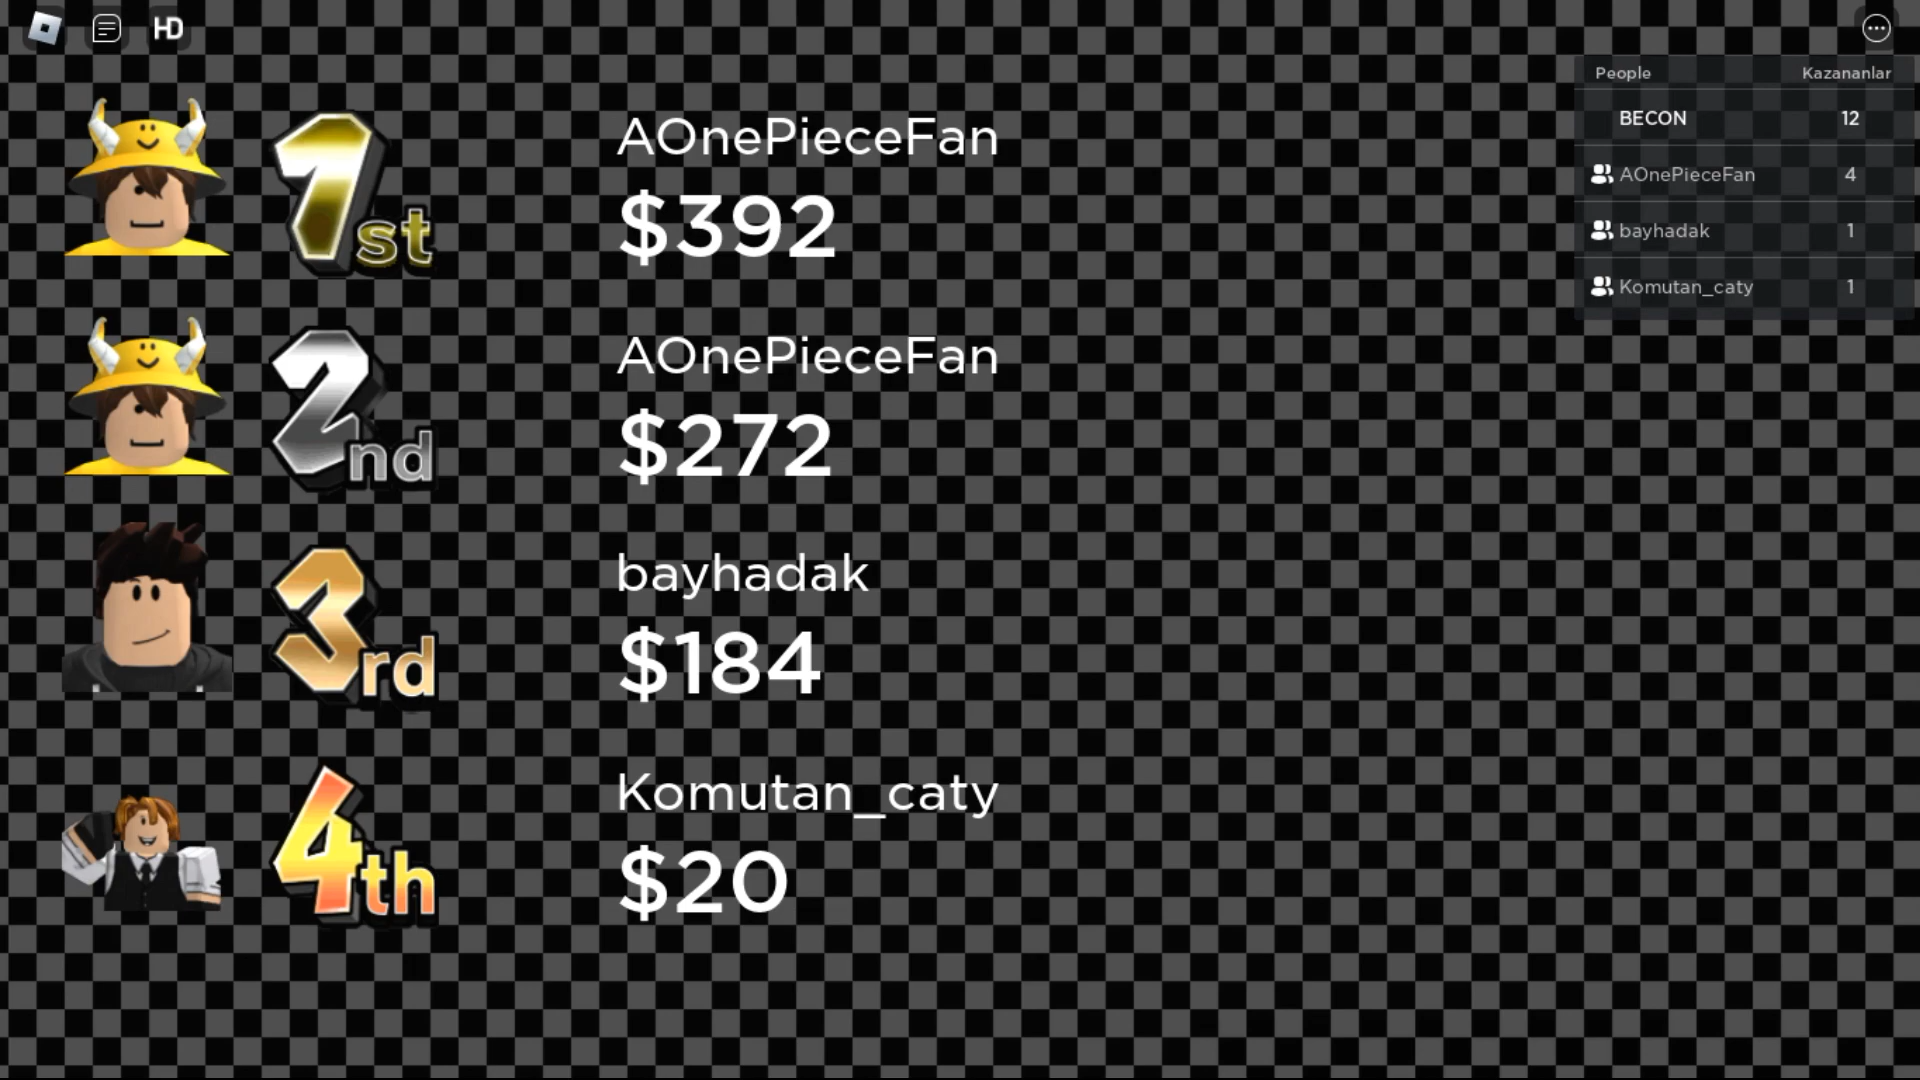 HD
People Kazananlar
BECON 12
AOnePieceFan 4
bayhadak 1
Komutan_caty 1
1st
AOnePieceFan
$392
2nd
AOnePieceFan
$272
3rd
bayhadak
$184
4th
Komutan_caty
$20